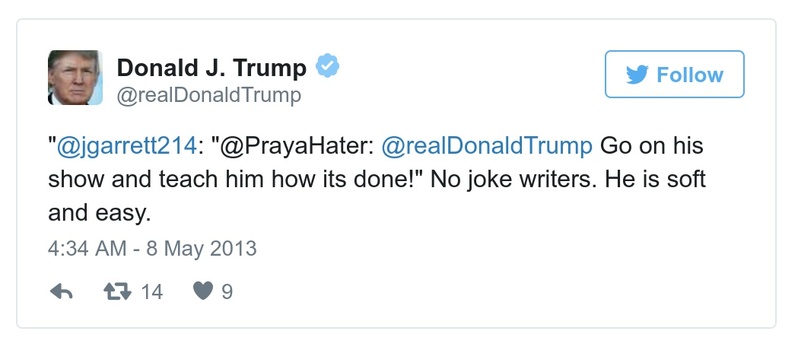 Donald J. Trump
@realDonaldTrump
Follow
"@jgarrett214: "@PrayaHater: @realDonaldTrump Go on his
show and teach him how its done!" No joke writers. He is soft
and easy.
4:34 AM - 8 May 2013
14 9